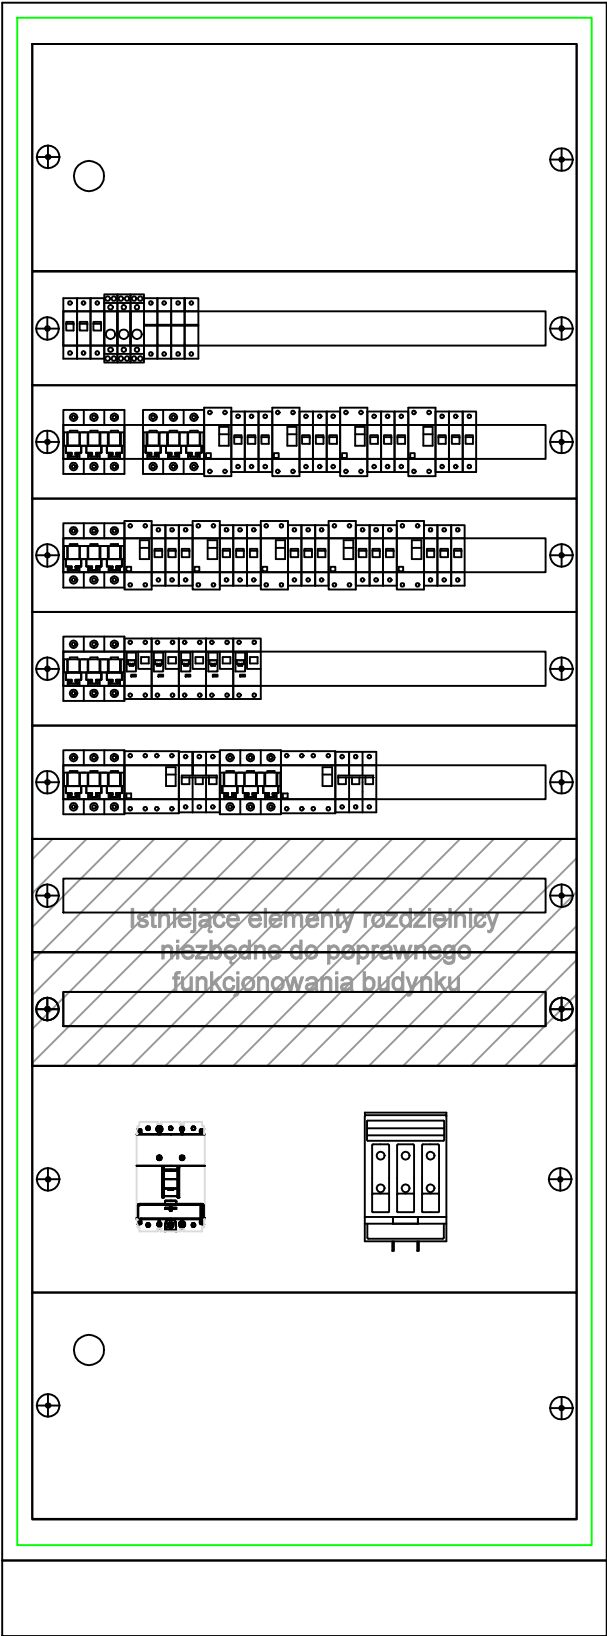 Istniejące elementy rozdzielnicy
niezbędne do poprawnego
funkcjonowania budynku